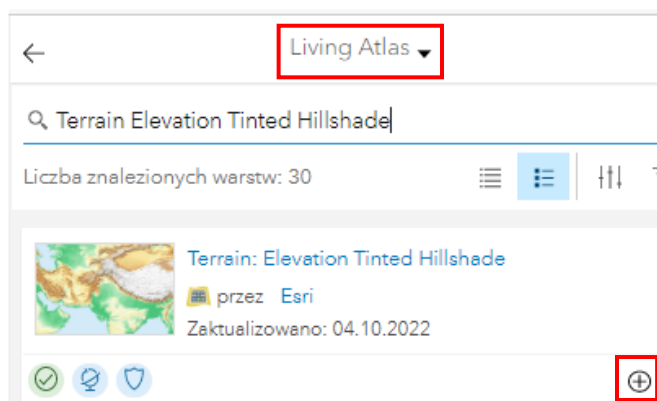 Living Atlas
Terrain Elevation Tinted Hillshade
Liczba znalezionych warstw: 30
Terrain: Elevation Tinted Hillshade
przez Esri
Zaktualizowano: 04.10.2022